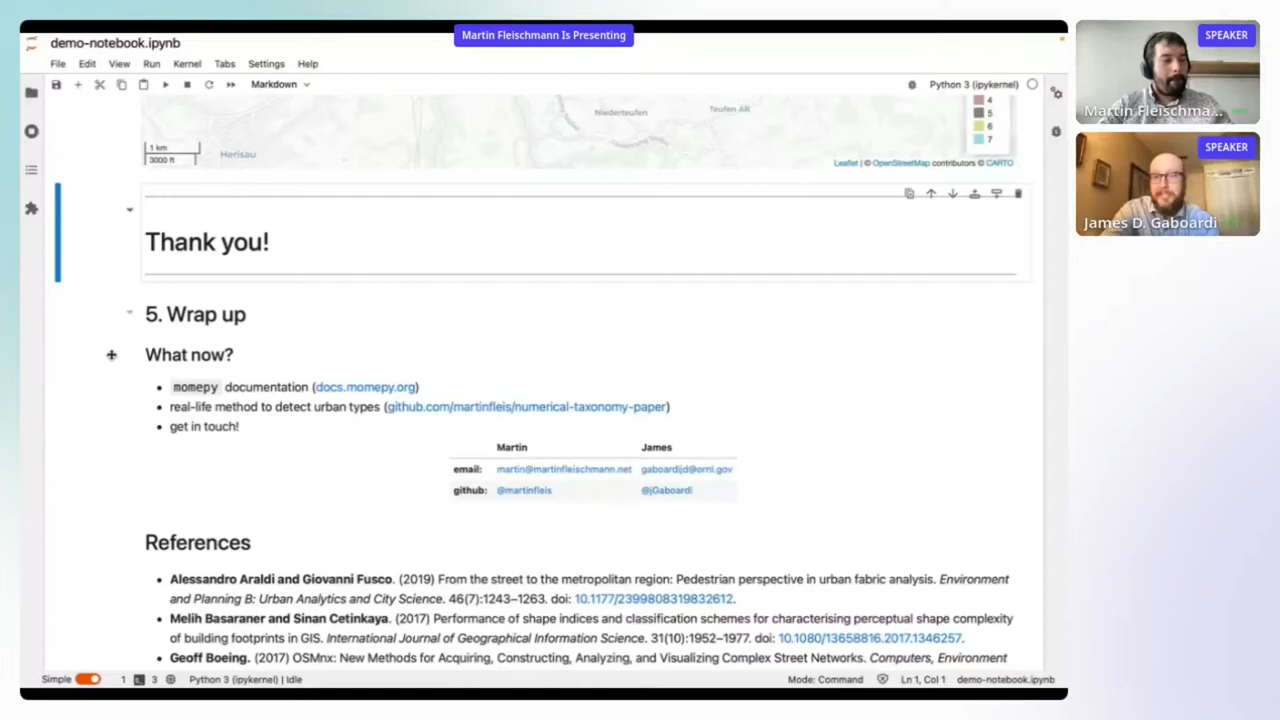 Martin Fleischmann Is Presenting
demo-notebook.ipynb
File Edit View Run Kernel Tabs Settings Help
Markdown
Python 3 (ipykernel)
Niederteufen
Teufen AR
4
5
6
7
1 km
3000 ft
Herisau
Leaflet | © OpenStreetMap contributors © CARTO
Thank you!
5. Wrap up
What now?
momepy documentation (docs.momepy.org)
real-life method to detect urban types (github.com/martinfleis/numerical-taxonomy-paper)
get in touch!
Martin James
email: martin@martinfleischmann.net gaboardijd@ornl.gov
github: @martinfleis @jGaboardi
References
Alessandro Araldi and Giovanni Fusco. (2019) From the street to the metropolitan region: Pedestrian perspective in urban fabric analysis. Environment
and Planning B: Urban Analytics and City Science. 46(7):1243–1263. doi: 10.1177/2399808319832612.
Melih Basaraner and Sinan Cetinkaya. (2017) Performance of shape indices and classification schemes for characterising perceptual shape complexity
of building footprints in GIS. International Journal of Geographical Information Science. 31(10):1952–1977. doi: 10.1080/13658816.2017.1346257.
Geoff Boeing. (2017) OSMnx: New Methods for Acquiring, Constructing, Analyzing, and Visualizing Complex Street Networks. Computers, Environment
Simple 1 3 Python 3 (ipykernel) | Idle
Mode: Command Ln 1, Col 1 demo-notebook.ipynb
SPEAKER
Martin Fleischma...
SPEAKER
James D. Gaboardi